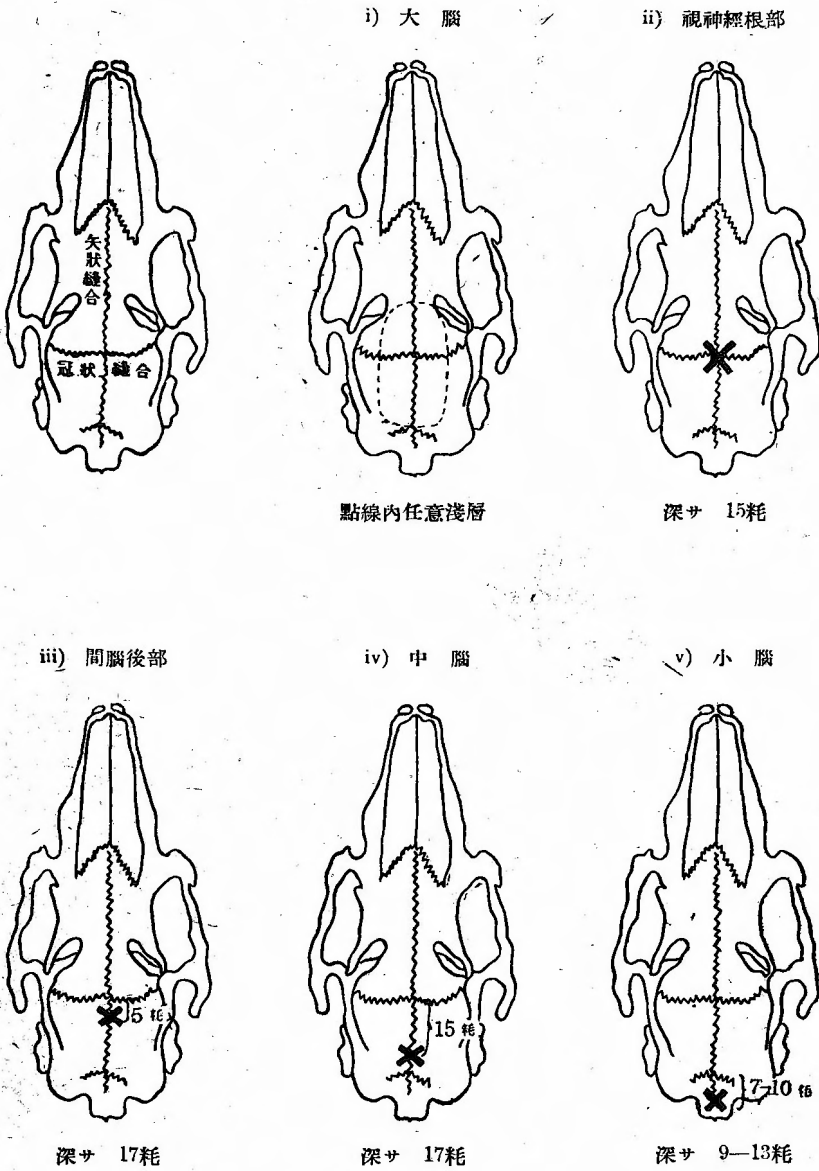 i) 大 腦
ii) 視神經根部
矢狀縫合
冠狀縫合
點線內任意淺層
深サ 15粍
iii) 間腦後部
iv) 中 腦
v) 小 腦
5粍
15粍
7-10粍
深サ 17粍
深サ 17粍
深サ 9—13粍